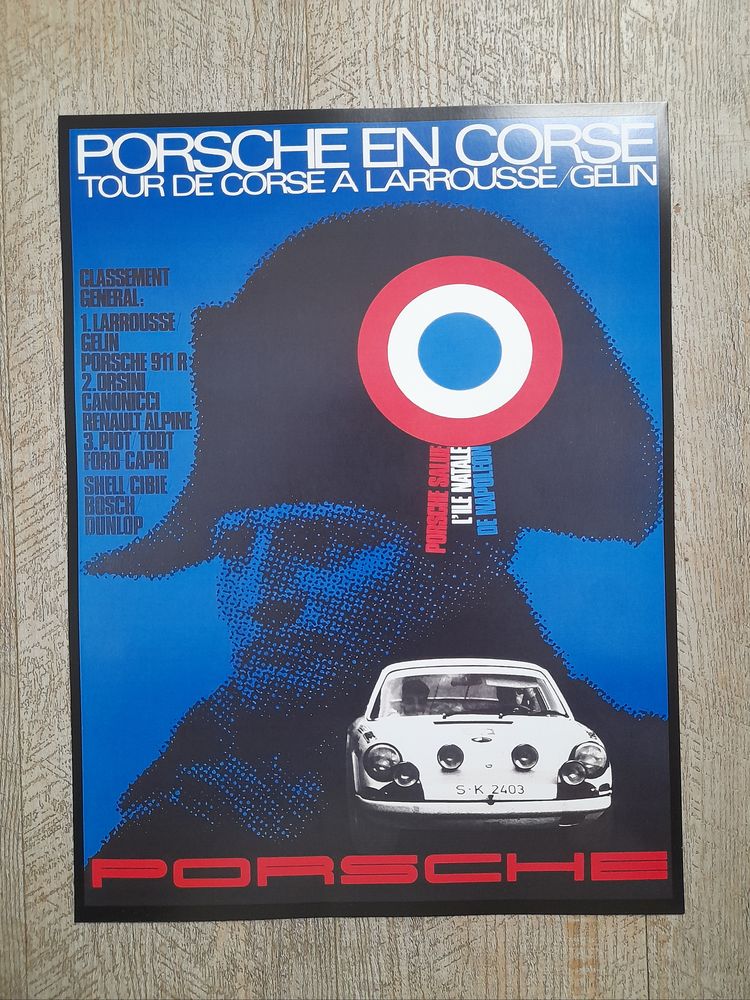 PORSCHE EN CORSE
TOUR DE CORSE A LARROUSSE/GELIN
CLASSEMENT
GENERAL:
1. LARROUSSE/
GELIN
PORSCHE 911 R
2. ORSINI/
CANONICCI
RENAULT ALPINE
3. PIOT/TODT
FORD-CAPRI
SHELL CIBIE
BOSCH
DUNLOP
PORSCHE SALUE
L'ILE NATALE
DE NAPOLEON
S·K 2403
PORSCHE